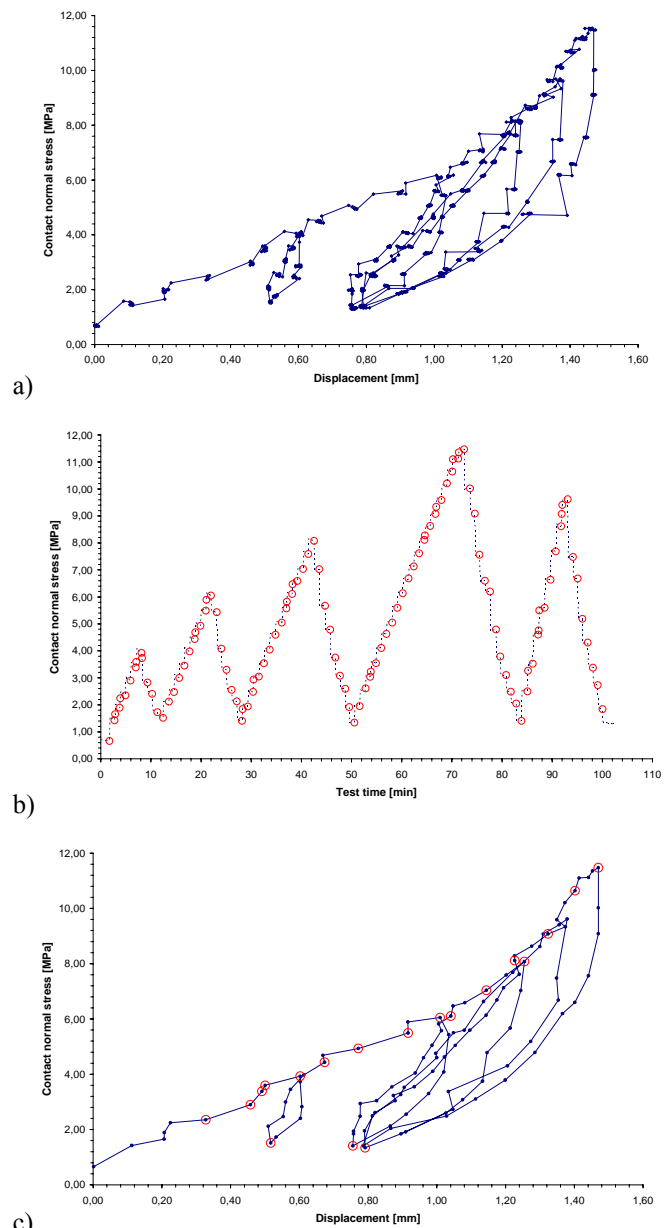 12,00
10,00
8,00
6,00
4,00
2,00
0,00
Contact normal stress [MPa]
0,00 0,20 0,40 0,60 0,80 1,00 1,20 1,40 1,60
Displacement [mm]
a)
12,00
11,00
10,00
9,00
8,00
7,00
6,00
5,00
4,00
3,00
2,00
1,00
0,00
Contact normal stress [MPa]
0 10 20 30 40 50 60 70 80 90 100 110
Test time [min]
b)
12,00
10,00
8,00
6,00
4,00
2,00
0,00
Contact normal stress [MPa]
0,00 0,20 0,40 0,60 0,80 1,00 1,20 1,40 1,60
Displacement [mm]
c)